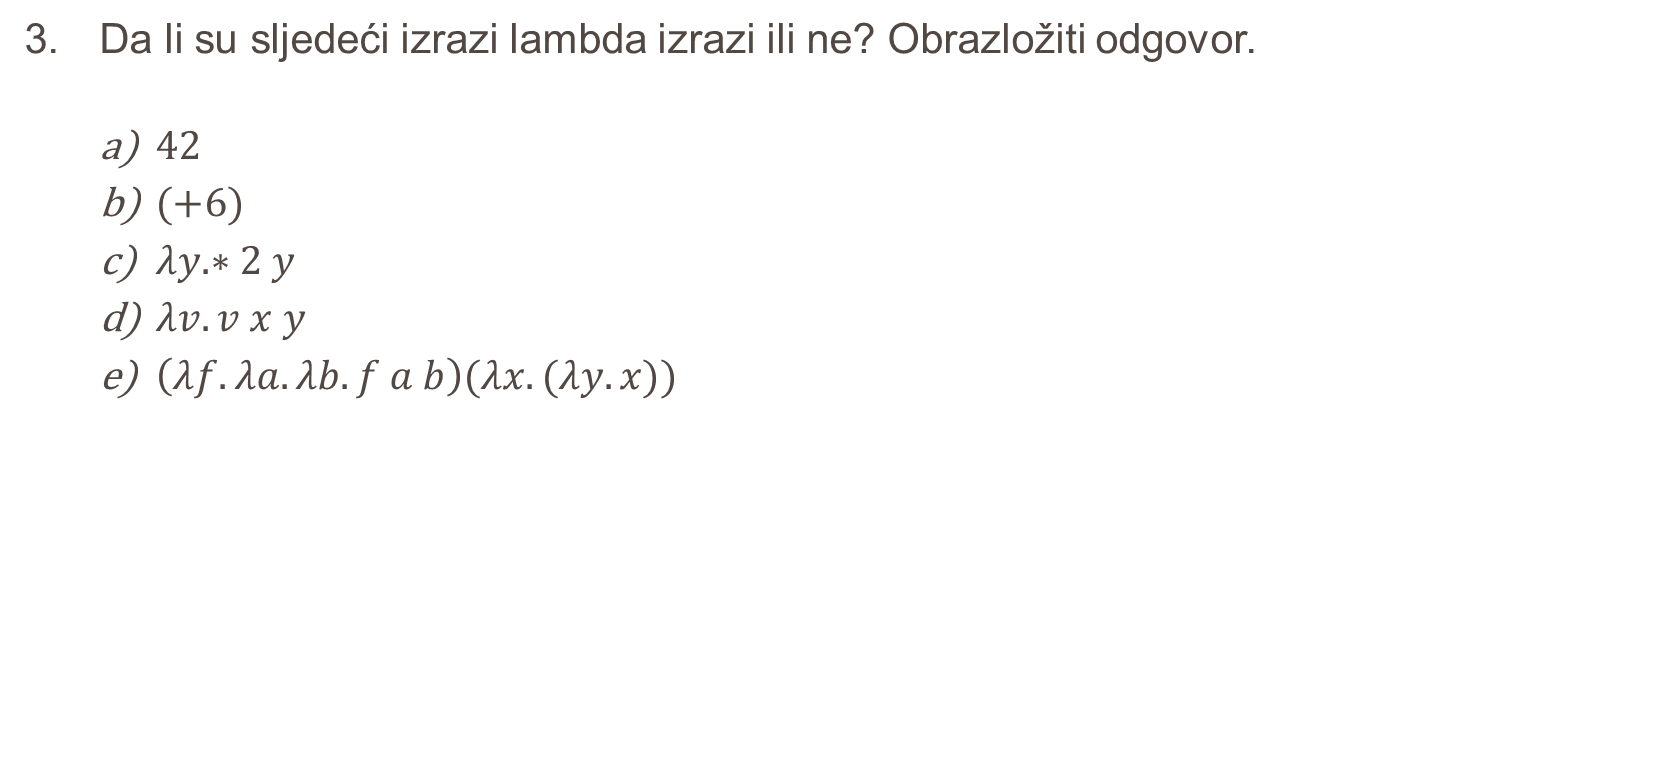 3. Da li su sljedeći izrazi lambda izrazi ili ne? Obrazložiti odgovor.
a) 42
b) (+6)
c) λy.* 2 y
d) λv. v x y
e) (λf. λa. λb. f a b)(λx. (λy. x))